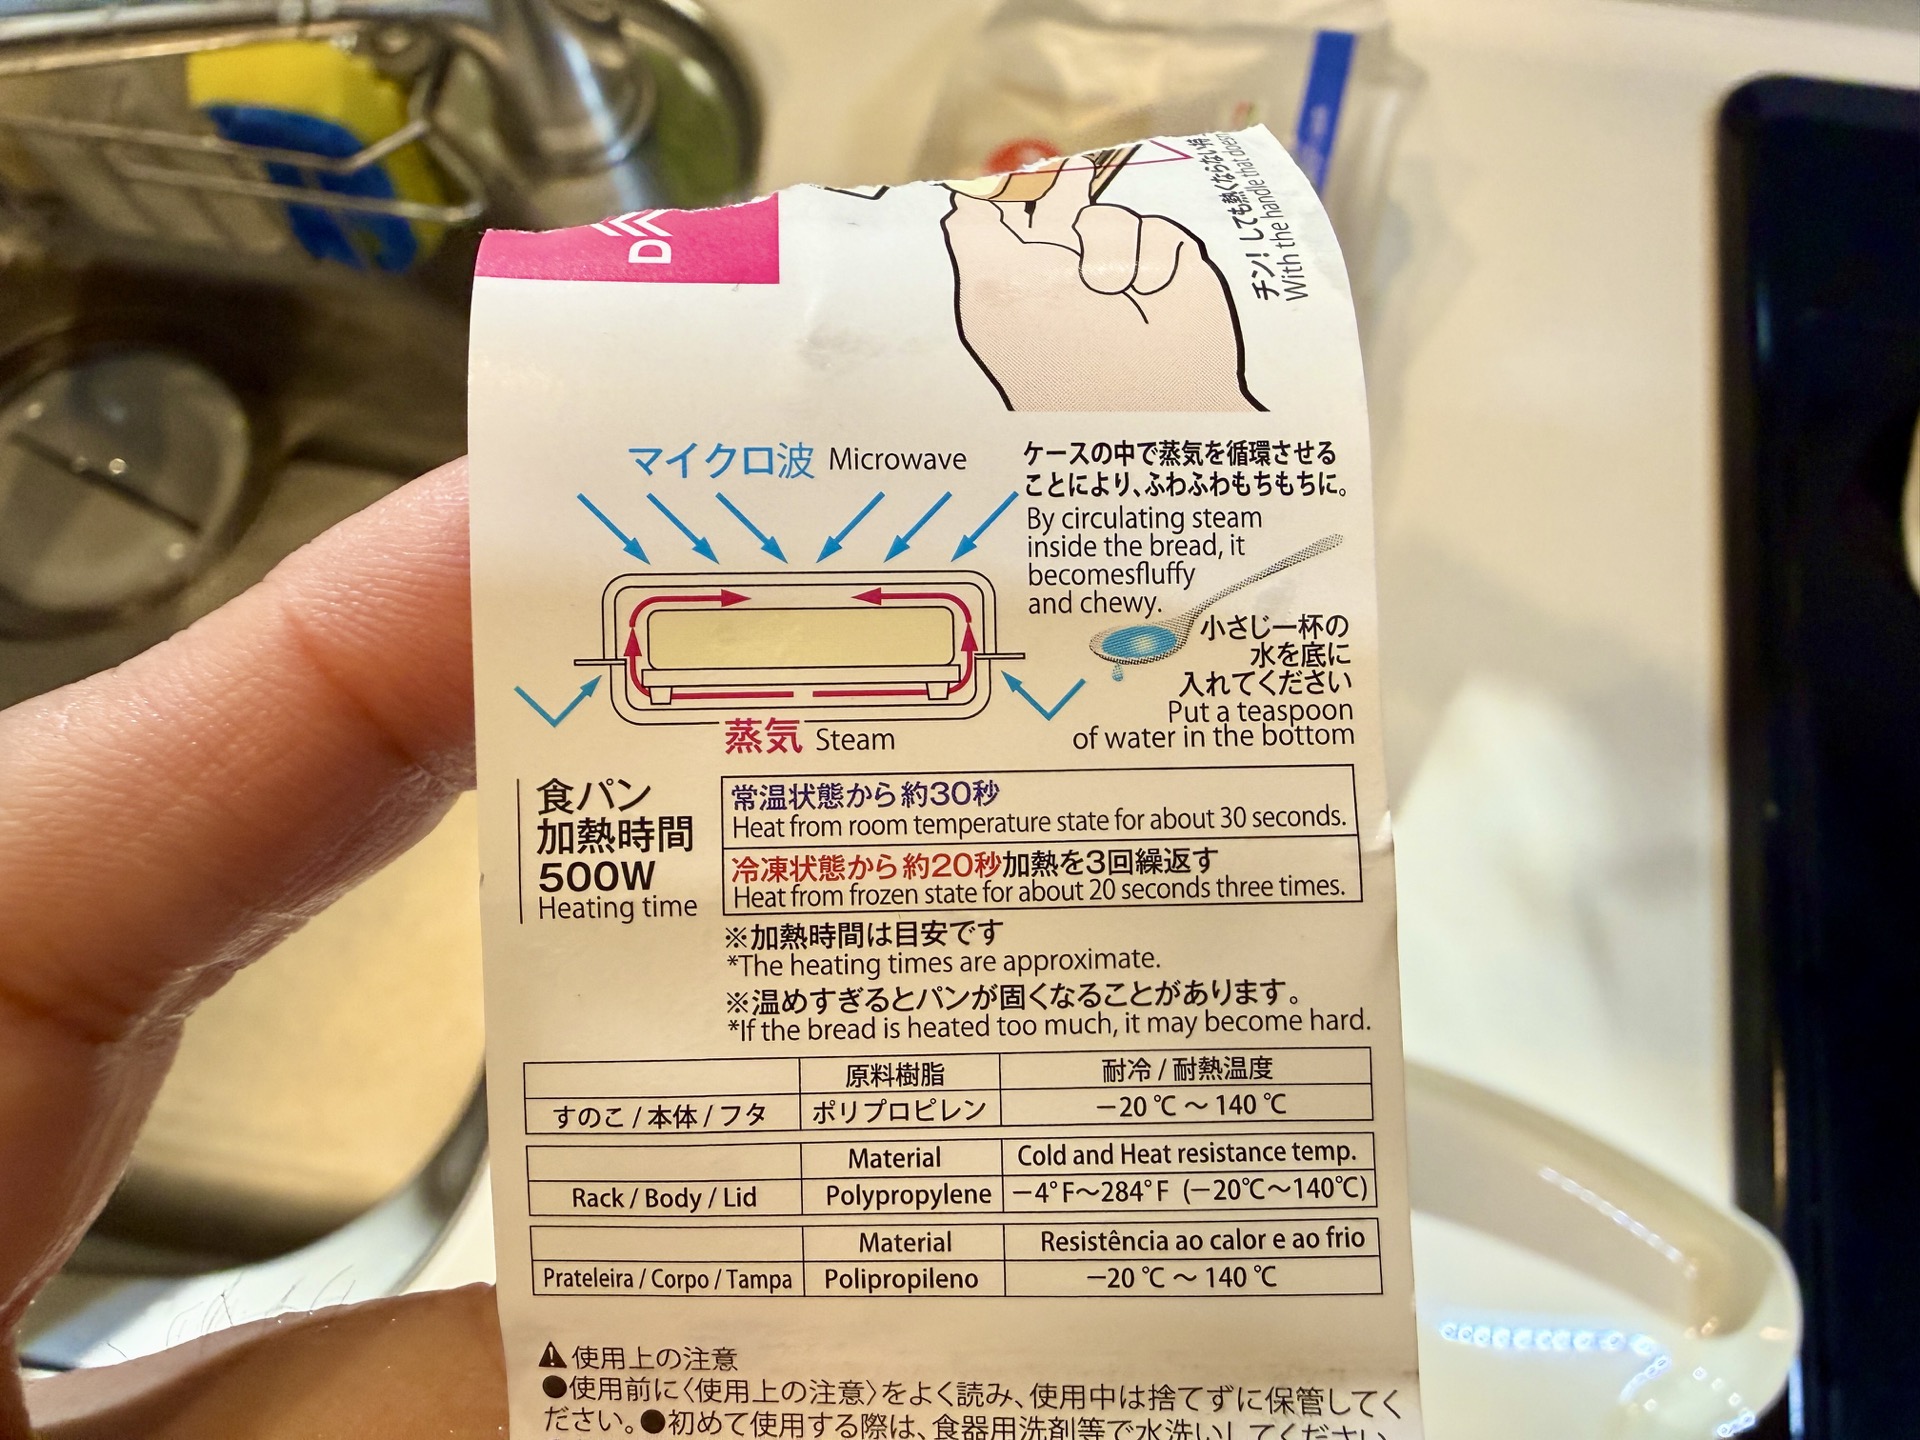 D
チン!しても熱くならない
With the handle that
マイクロ波 Microwave
ケースの中で蒸気を循環させる
ことにより、ふわふわもちもちに。
By circulating steam
inside the bread, it
becomesfluffy
and chewy.
小さじ一杯の
水を底に
入れてください
Put a teaspoon
of water in the bottom
蒸気 Steam
食パン
加熱時間
500W
Heating time
常温状態から約30秒
Heat from room temperature state for about 30 seconds.
冷凍状態から約20秒加熱を3回繰返す
Heat from frozen state for about 20 seconds three times.
※加熱時間は目安です
*The heating times are approximate.
※温めすぎるとパンが固くなることがあります。
*If the bread is heated too much, it may become hard.
原料樹脂 耐冷 / 耐熱温度
すのこ / 本体 / フタ ポリプロピレン －20 ℃ ～ 140 ℃
Material Cold and Heat resistance temp.
Rack / Body / Lid Polypropylene －4°F～284°F (－20℃～140℃)
Material Resistência ao calor e ao frio
Prateleira / Corpo / Tampa Polipropileno －20 ℃ ～ 140 ℃
⚠使用上の注意
●使用前に〈使用上の注意〉をよく読み、使用中は捨てずに保管してく
ださい。●初めて使用する際は、食器用洗剤等で水洗いしてください。